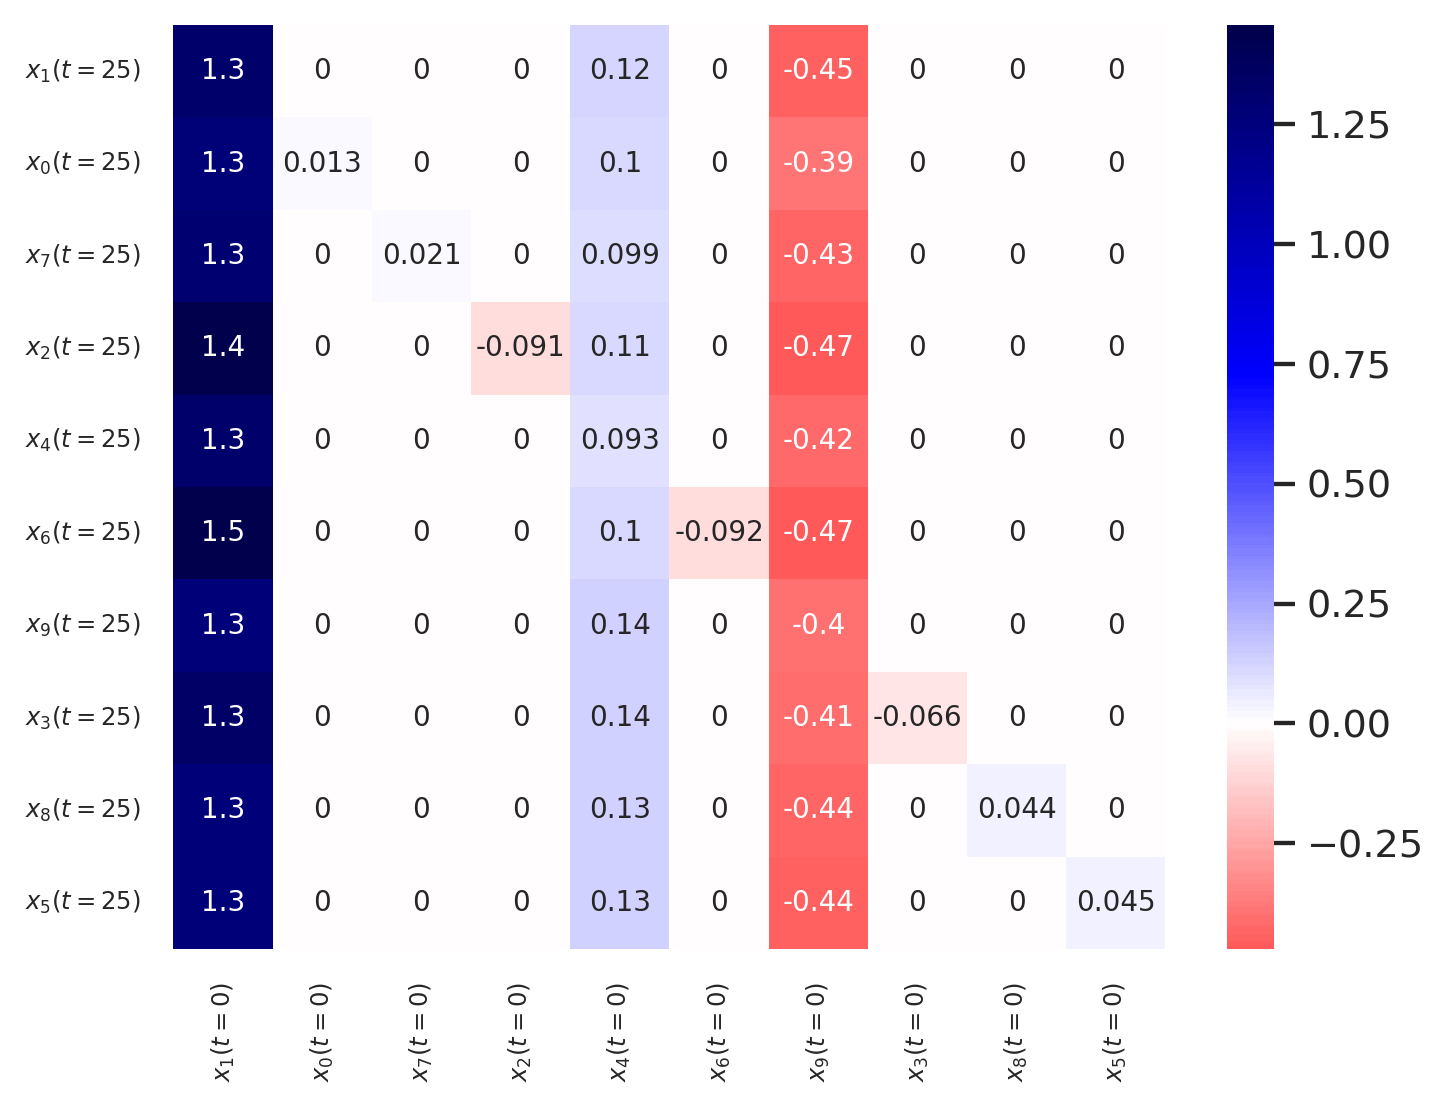 x₁(t = 25) 1.3 0 0 0 0.12 0 -0.45 0 0 0
x₀(t = 25) 1.3 0.013 0 0 0.1 0 -0.39 0 0 0
x₇(t = 25) 1.3 0 0.021 0 0.099 0 -0.43 0 0 0
x₂(t = 25) 1.4 0 0 -0.091 0.11 0 -0.47 0 0 0
x₄(t = 25) 1.3 0 0 0 0.093 0 -0.42 0 0 0
x₆(t = 25) 1.5 0 0 0 0.1 -0.092 -0.47 0 0 0
x₉(t = 25) 1.3 0 0 0 0.14 0 -0.4 0 0 0
x₃(t = 25) 1.3 0 0 0 0.14 0 -0.41 -0.066 0 0
x₈(t = 25) 1.3 0 0 0 0.13 0 -0.44 0 0.044 0
x₅(t = 25) 1.3 0 0 0 0.13 0 -0.44 0 0 0.045
x₁(t = 0)
x₀(t = 0)
x₇(t = 0)
x₂(t = 0)
x₄(t = 0)
x₆(t = 0)
x₉(t = 0)
x₃(t = 0)
x₈(t = 0)
x₅(t = 0)
1.25
1.00
0.75
0.50
0.25
0.00
−0.25